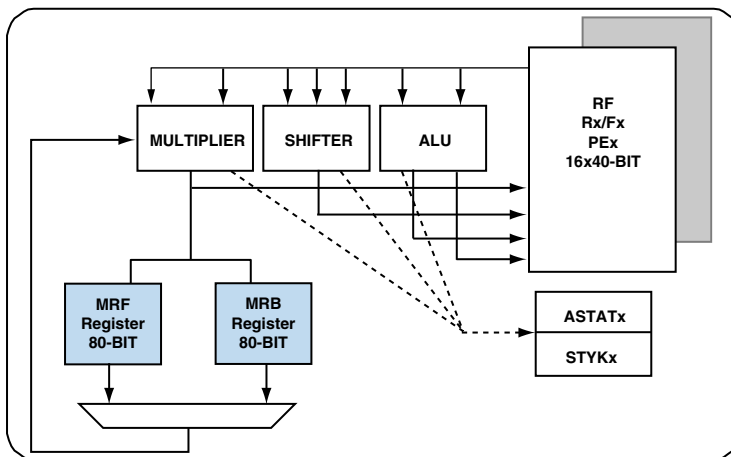 RF
Rx/Fx
PEx
16x40-BIT
MULTIPLIER
SHIFTER
ALU
MRF
Register
80-BIT
MRB
Register
80-BIT
ASTATx
STYKx